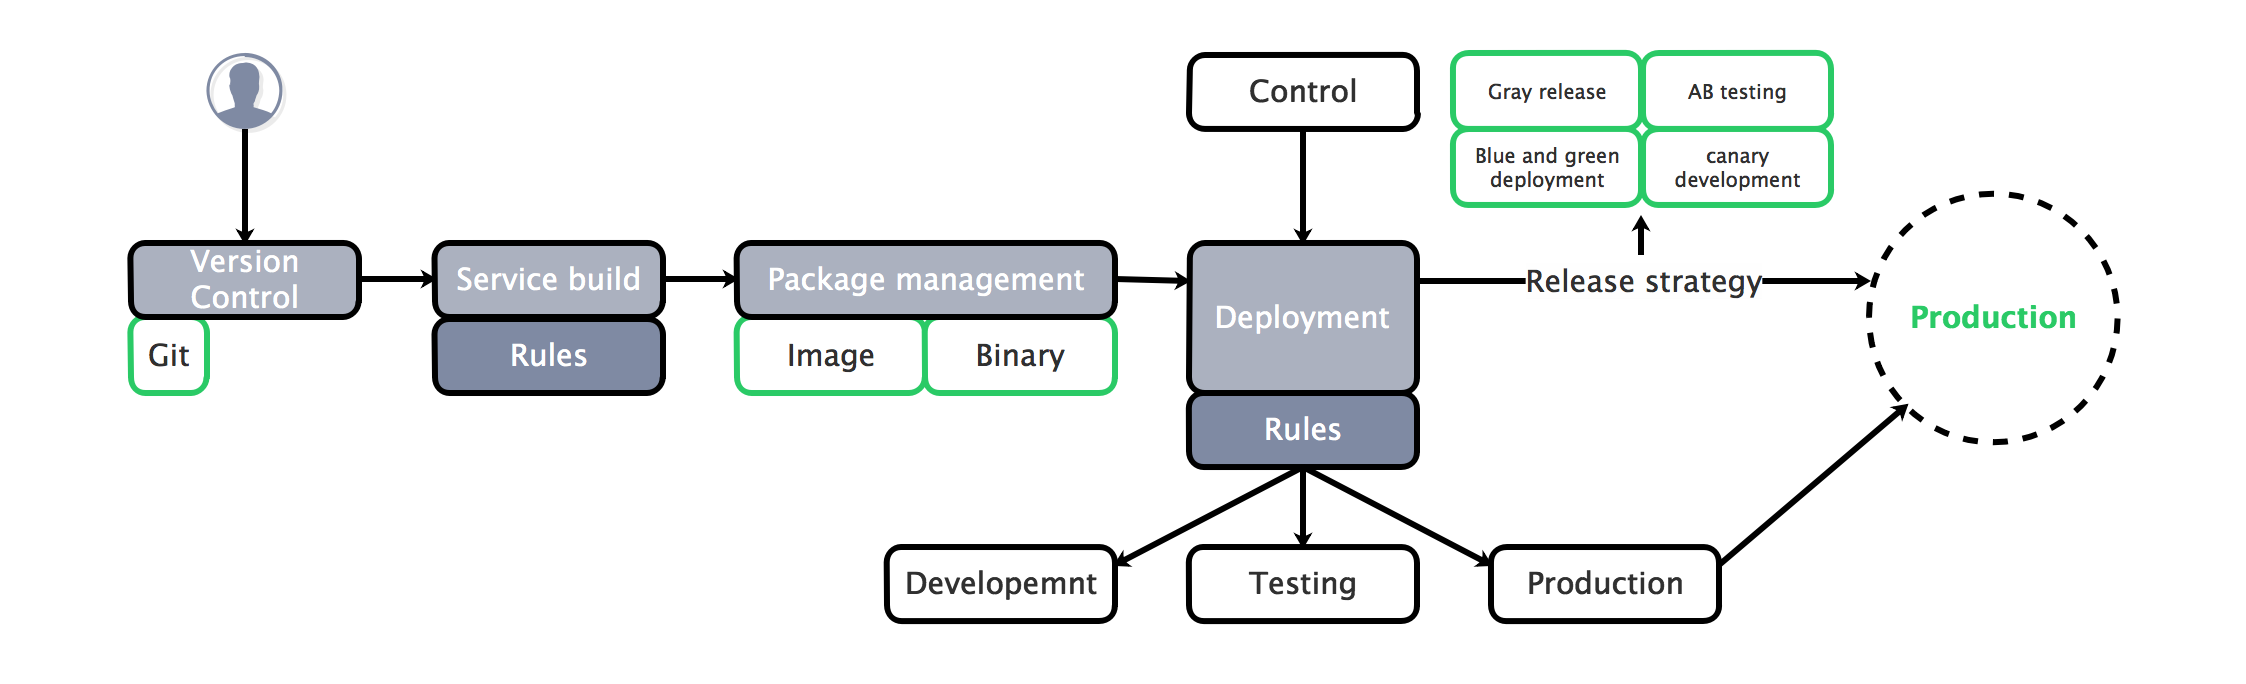 Control
Gray release
AB testing
Blue and green
deployment
canary
development
Version
Control
Service build
Package management
Deployment
Release strategy
Production
Git
Rules
Image
Binary
Rules
Developemnt
Testing
Production